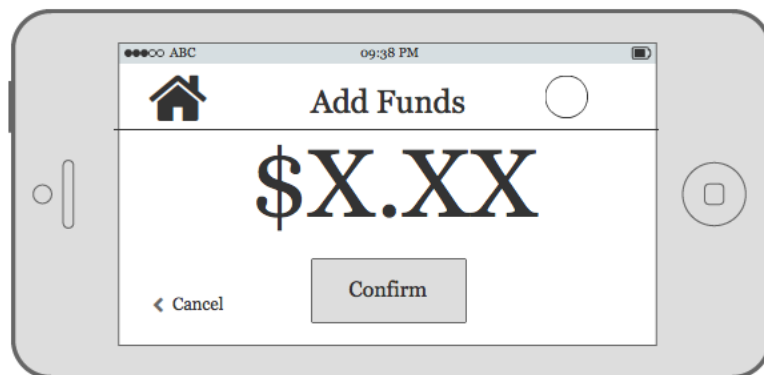 ABC 09:38 PM
Add Funds
$X.XX
Confirm
Cancel